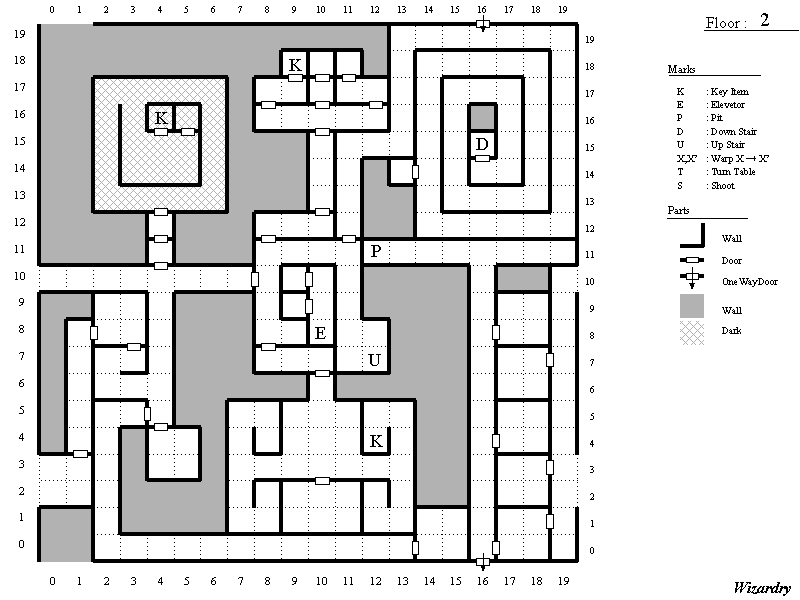 Floor : 2
0 1 2 3 4 5 6 7 8 9 10 11 12 13 14 15 16 17 18 19
19 19
18 K 18
17 17
16 K 16
15 D 15
14 14
13 13
12 12
11 P 11
10 10
9 9
8 E 8
7 U 7
6 6
5 5
4 K 4
3 3
2 2
1 1
0 0
0 1 2 3 4 5 6 7 8 9 10 11 12 13 14 15 16 17 18 19
Marks
K : Key Item
E : Elevetor
P : Pit
D : Down Stair
U : Up Stair
X,X' : Warp X → X'
T : Turn Table
S : Shoot
Parts
Wall
Door
OneWayDoor
Wall
Dark
Wizardry